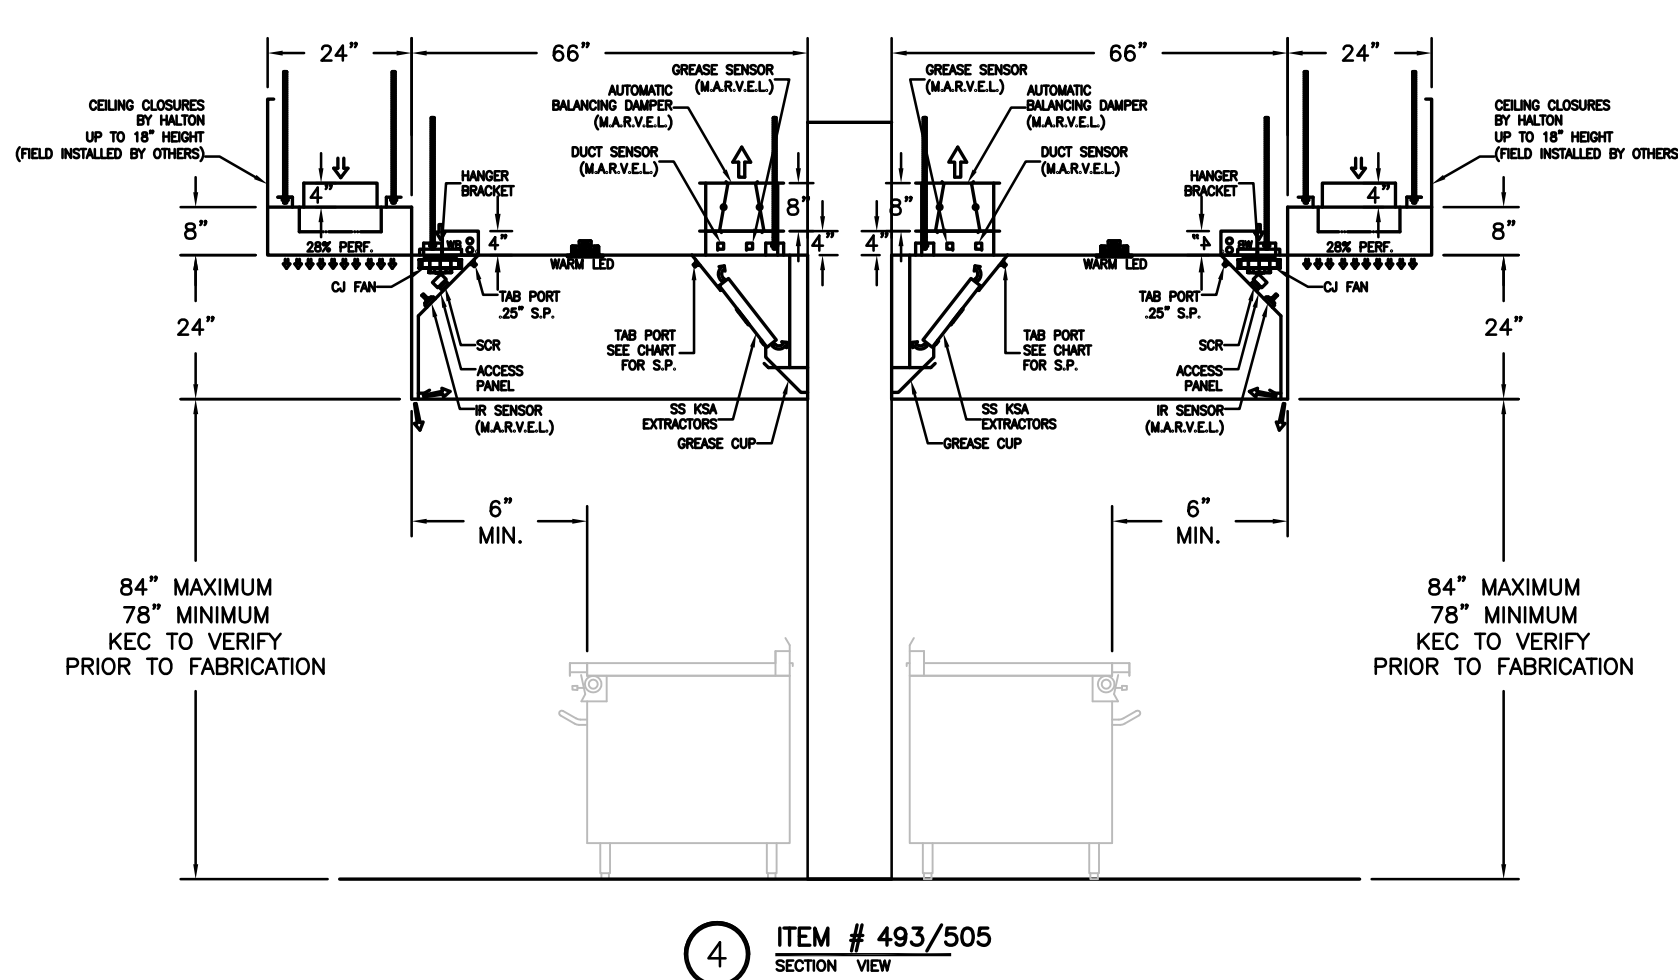 24"
66"
66"
24"
CEILING CLOSURES
BY HALTON
UP TO 18" HEIGHT
(FIELD INSTALLED BY OTHERS)
GREASE SENSOR
(M.A.R.V.E.L.)
AUTOMATIC
BALANCING DAMPER
(M.A.R.V.E.L.)
DUCT SENSOR
(M.A.R.V.E.L.)
HANGER
BRACKET
GREASE SENSOR
(M.A.R.V.E.L.)
AUTOMATIC
BALANCING DAMPER
(M.A.R.V.E.L.)
DUCT SENSOR
(M.A.R.V.E.L.)
HANGER
BRACKET
CEILING CLOSURES
BY HALTON
UP TO 18" HEIGHT
(FIELD INSTALLED BY OTHERS
4"
8"
8"
4"
8"
28% PERF.
WB
4"
4"
4"
4"
WB
28% PERF.
8"
CJ FAN
WARM LED
WARM LED
CJ FAN
24"
TAB PORT
.25" S.P.
TAB PORT
SEE CHART
FOR S.P.
TAB PORT
SEE CHART
FOR S.P.
TAB PORT
.25" S.P.
24"
SCR
ACCESS
PANEL
IR SENSOR
(M.A.R.V.E.L.)
SS KSA
EXTRACTORS
GREASE CUP
SS KSA
EXTRACTORS
GREASE CUP
SCR
ACCESS
PANEL
IR SENSOR
(M.A.R.V.E.L.)
6"
MIN.
6"
MIN.
84" MAXIMUM
78" MINIMUM
KEC TO VERIFY
PRIOR TO FABRICATION
84" MAXIMUM
78" MINIMUM
KEC TO VERIFY
PRIOR TO FABRICATION
4
ITEM # 493/505
SECTION VIEW